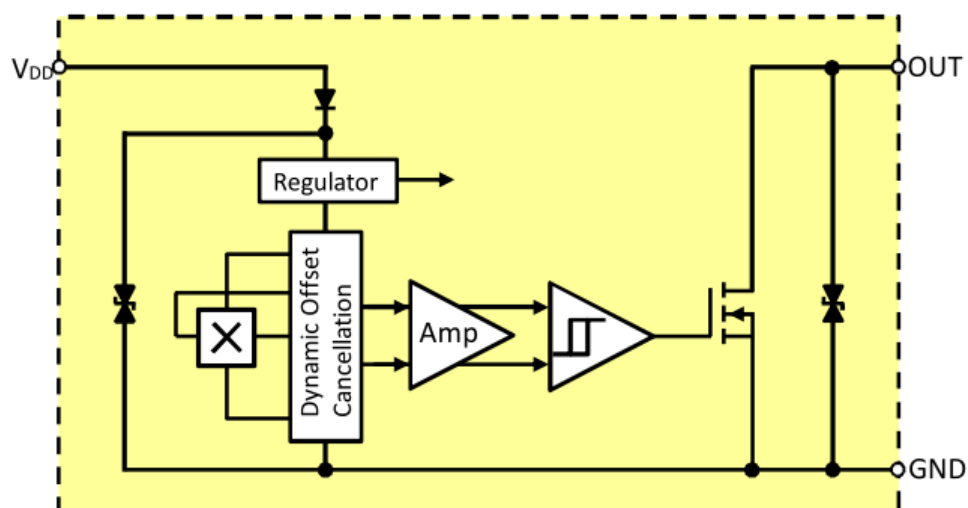 VDD
OUT
Regulator
Dynamic Offset
Cancellation
Amp
GND